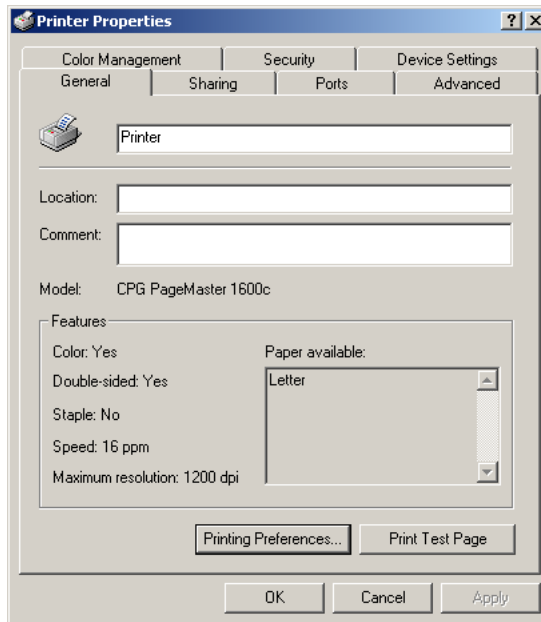 Printer Properties
Color Management Security Device Settings
General Sharing Ports Advanced
Printer
Location:
Comment:
Model: CPG PageMaster 1600c
Features
Color: Yes Paper available:
Double-sided: Yes Letter
Staple: No
Speed: 16 ppm
Maximum resolution: 1200 dpi
Printing Preferences... Print Test Page
OK Cancel Apply